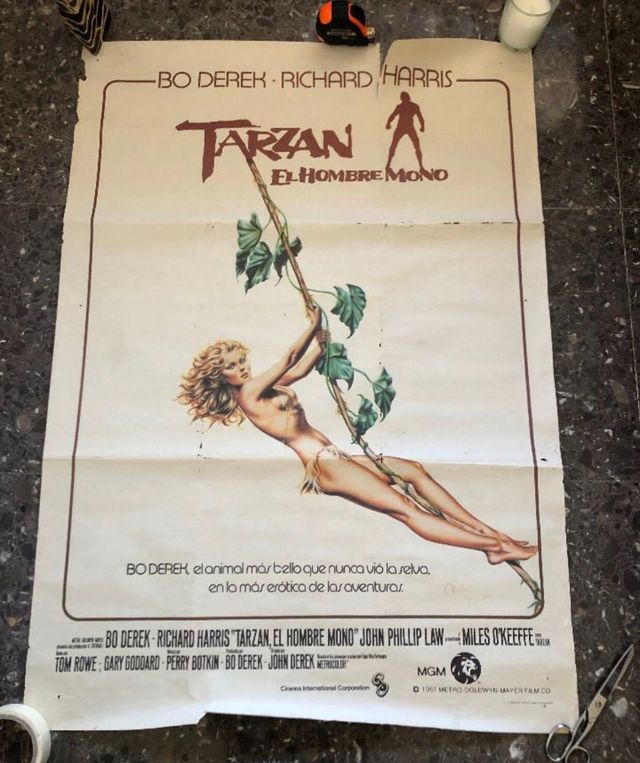 BO DEREK · RICHARD HARRIS
TARZAN
EL HOMBRE MONO
BO DEREK, el animal más bello que nunca vió la selva,
en la más erótica de las aventuras.
BO DEREK · RICHARD HARRIS "TARZAN, EL HOMBRE MONO" JOHN PHILLIP LAW MILES O'KEEFFE
TOM ROWE y GARY GODDARD · PERRY BOTKIN · BO DEREK · JOHN DEREK METROCOLOR
Cinema International Corporation
MGM
© 1981 METRO-GOLDWYN-MAYER FILM CO